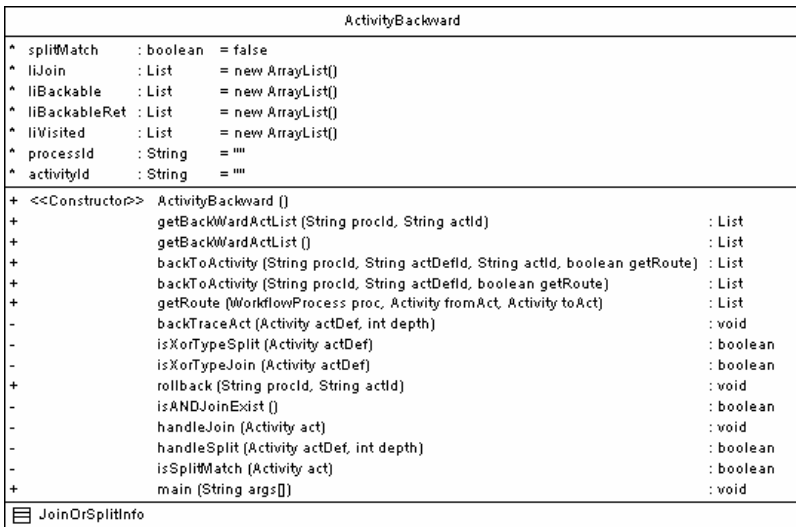 ActivityBackward
* splitMatch : boolean = false
* liJoin : List = new ArrayList()
* liBackable : List = new ArrayList()
* liBackableRet : List = new ArrayList()
* liVisited : List = new ArrayList()
* processId : String = ""
* activityId : String = ""
+ <<Constructor>> ActivityBackward ()
+ getBackWardActList (String procId, String actId) : List
+ getBackWardActList () : List
+ backToActivity (String procId, String actDefId, String actId, boolean getRoute) : List
+ backToActivity (String procId, String actDefId, boolean getRoute) : List
+ getRoute (WorkflowProcess proc, Activity fromAct, Activity toAct) : List
- backTraceAct (Activity actDef, int depth) : void
- isXorTypeSplit (Activity actDef) : boolean
- isXorTypeJoin (Activity actDef) : boolean
+ rollback (String procId, String actId) : void
- isANDJoinExist () : boolean
- handleJoin (Activity act) : void
- handleSplit (Activity actDef, int depth) : boolean
- isSplitMatch (Activity act) : boolean
+ main (String args[]) : void
JoinOrSplitInfo